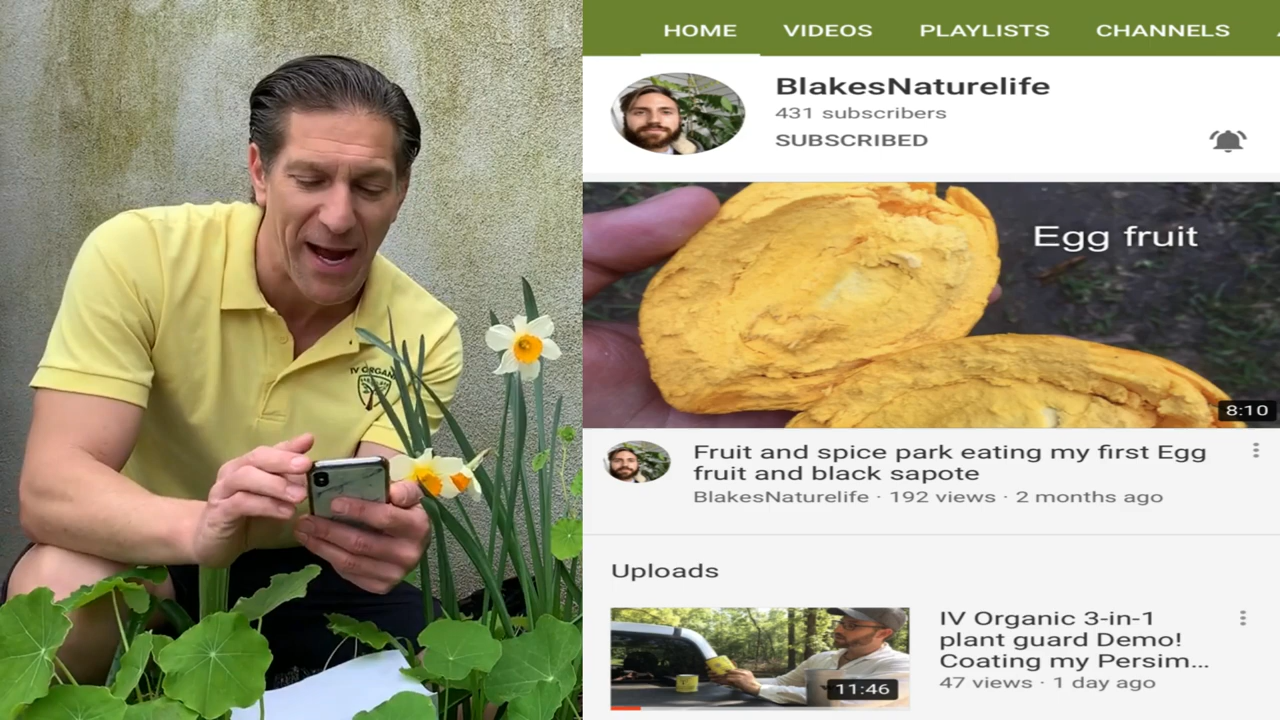 IV ORGAN
HOME VIDEOS PLAYLISTS CHANNELS
BlakesNaturelife
431 subscribers
SUBSCRIBED
Egg fruit
8:10
Fruit and spice park eating my first Egg
fruit and black sapote
BlakesNaturelife · 192 views · 2 months ago
Uploads
IV Organic 3-in-1
plant guard Demo!
Coating my Persim...
47 views · 1 day ago
11:46